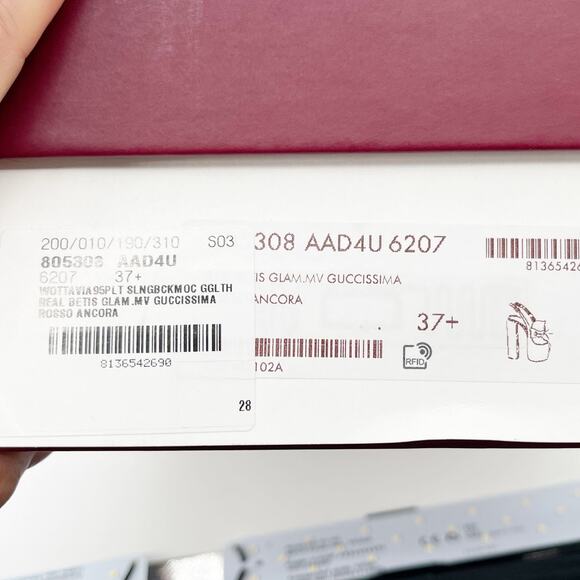 200/010/190/310 S03
805308 AAD4U
6207 37+
WOTTAVIA95PLT SLNGBCKMOC GGLTH
REAL BETIS GLAM.MV GUCCISSIMA
ROSSO ANCORA
8136542690
28
308 AAD4U 6207
TIS GLAM.MV GUCCISSIMA
ANCORA
37+
102A
RFID
8136542